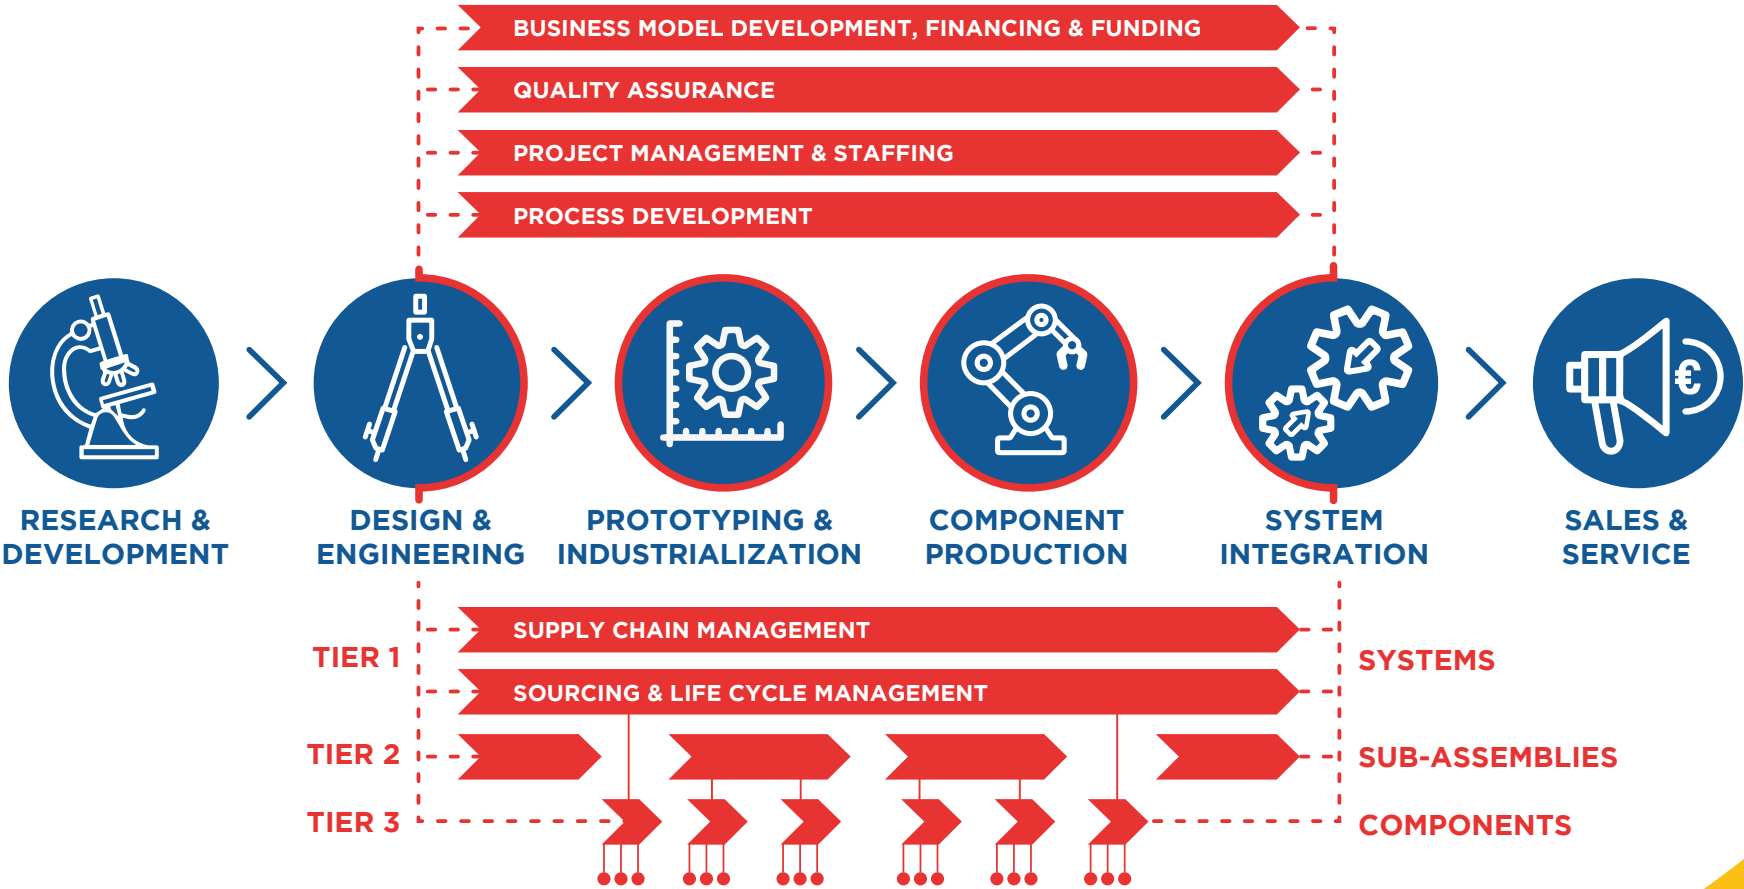 BUSINESS MODEL DEVELOPMENT, FINANCING & FUNDING
QUALITY ASSURANCE
PROJECT MANAGEMENT & STAFFING
PROCESS DEVELOPMENT
€
RESEARCH &
DEVELOPMENT
DESIGN &
ENGINEERING
PROTOTYPING &
INDUSTRIALIZATION
COMPONENT
PRODUCTION
SYSTEM
INTEGRATION
SALES &
SERVICE
SUPPLY CHAIN MANAGEMENT
TIER 1
SYSTEMS
SOURCING & LIFE CYCLE MANAGEMENT
TIER 2
SUB-ASSEMBLIES
TIER 3
COMPONENTS